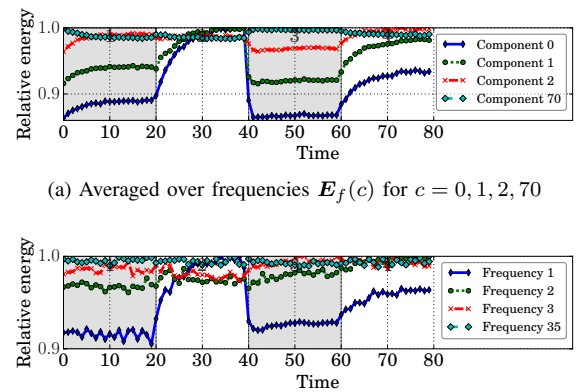 1.0
0.9
Relative energy
1
3
Component 0
Component 1
Component 2
Component 70
0 10 20 30 40 50 60 70 80
Time
(a) Averaged over frequencies E_f(c) for c = 0, 1, 2, 70
1.0
0.9
Relative energy
Frequency 1
Frequency 2
Frequency 3
Frequency 35
0 10 20 30 40 50 60 70 80
Time